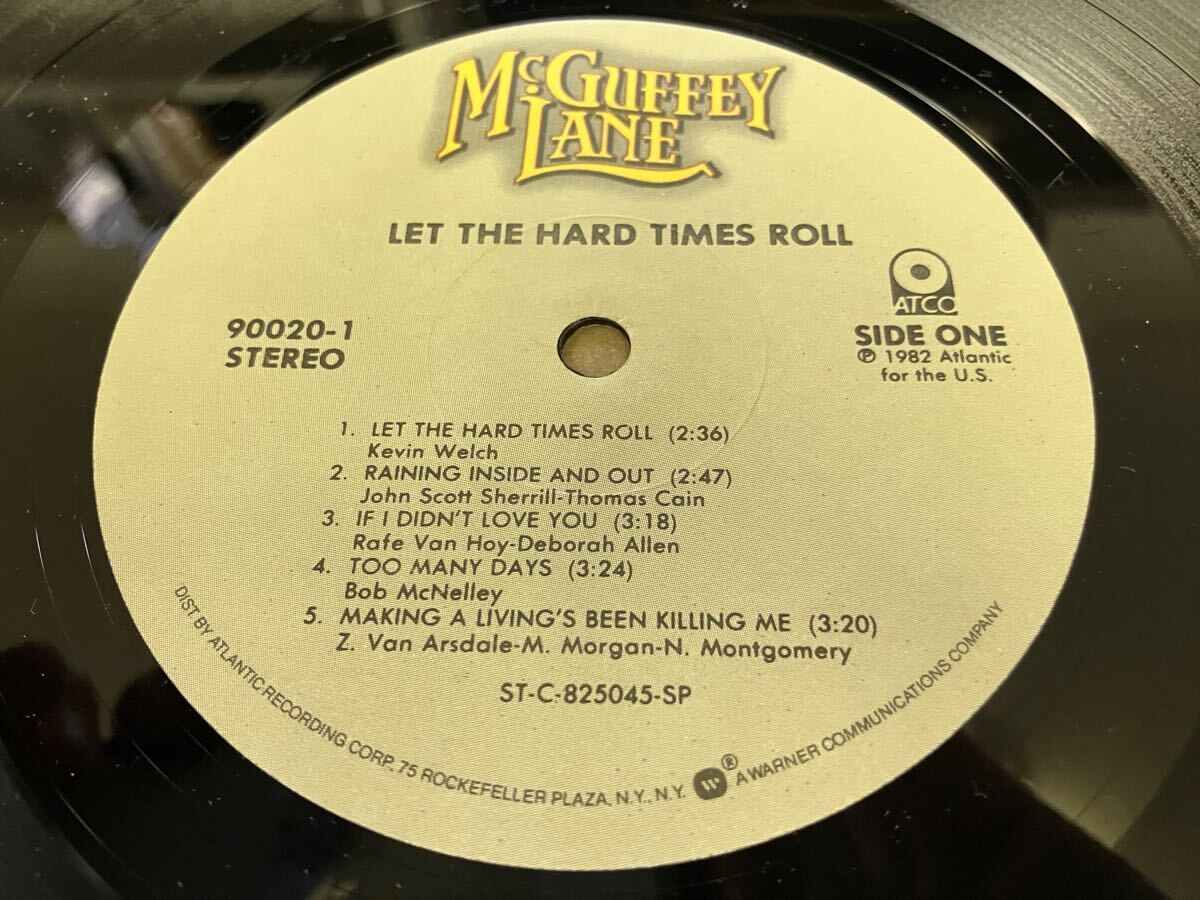 McGUFFEY
LANE
LET THE HARD TIMES ROLL
ATCO
90020-1
STEREO
SIDE ONE
℗ 1982 Atlantic
for the U.S.
1. LET THE HARD TIMES ROLL (2:36)
Kevin Welch
2. RAINING INSIDE AND OUT (2:47)
John Scott Sherrill-Thomas Cain
3. IF I DIDN'T LOVE YOU (3:18)
Rafe Van Hoy-Deborah Allen
4. TOO MANY DAYS (3:24)
Bob McNelley
5. MAKING A LIVING'S BEEN KILLING ME (3:20)
Z. Van Arsdale-M. Morgan-N. Montgomery
ST-C-825045-SP
DIST BY ATLANTIC RECORDING CORP. 75 ROCKEFELLER PLAZA, N.Y., N.Y. W ® A WARNER COMMUNICATIONS COMPANY